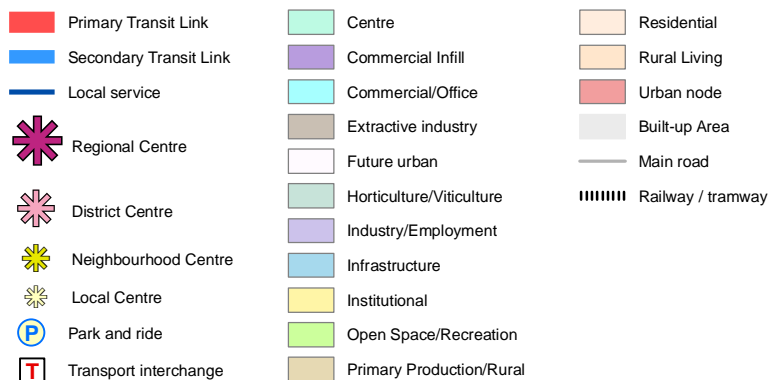 Primary Transit Link
Secondary Transit Link
Local service
Regional Centre
District Centre
Neighbourhood Centre
Local Centre
P
Park and ride
T
Transport interchange
Centre
Commercial Infill
Commercial/Office
Extractive industry
Future urban
Horticulture/Viticulture
Industry/Employment
Infrastructure
Institutional
Open Space/Recreation
Primary Production/Rural
Residential
Rural Living
Urban node
Built-up Area
Main road
Railway / tramway